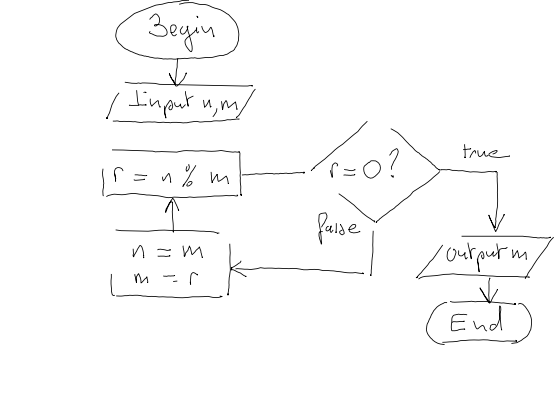 Begin
Input n, m
r = n % m
r = 0 ?
true
false
n = m
m = r
output m
End